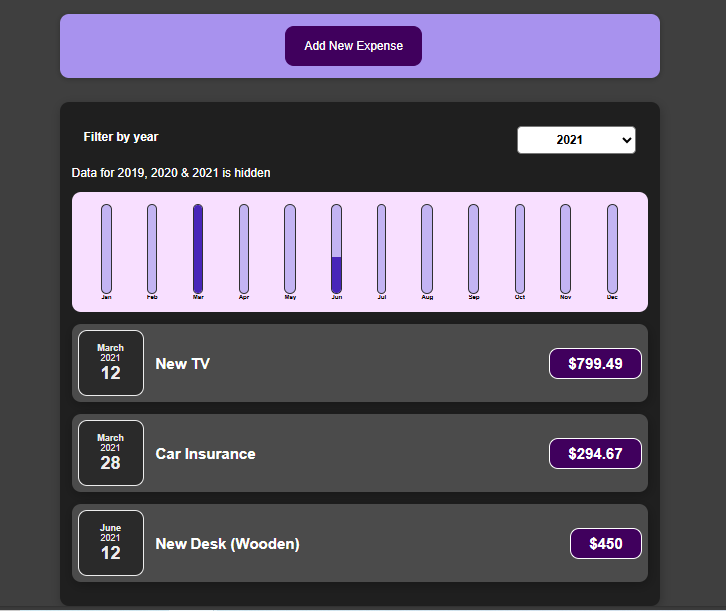 Add New Expense
Filter by year
2021
Data for 2019, 2020 & 2021 is hidden
Jan Feb Mar Apr May Jun Jul Aug Sep Oct Nov Dec
March
2021
12
New TV
$799.49
March
2021
28
Car Insurance
$294.67
June
2021
12
New Desk (Wooden)
$450